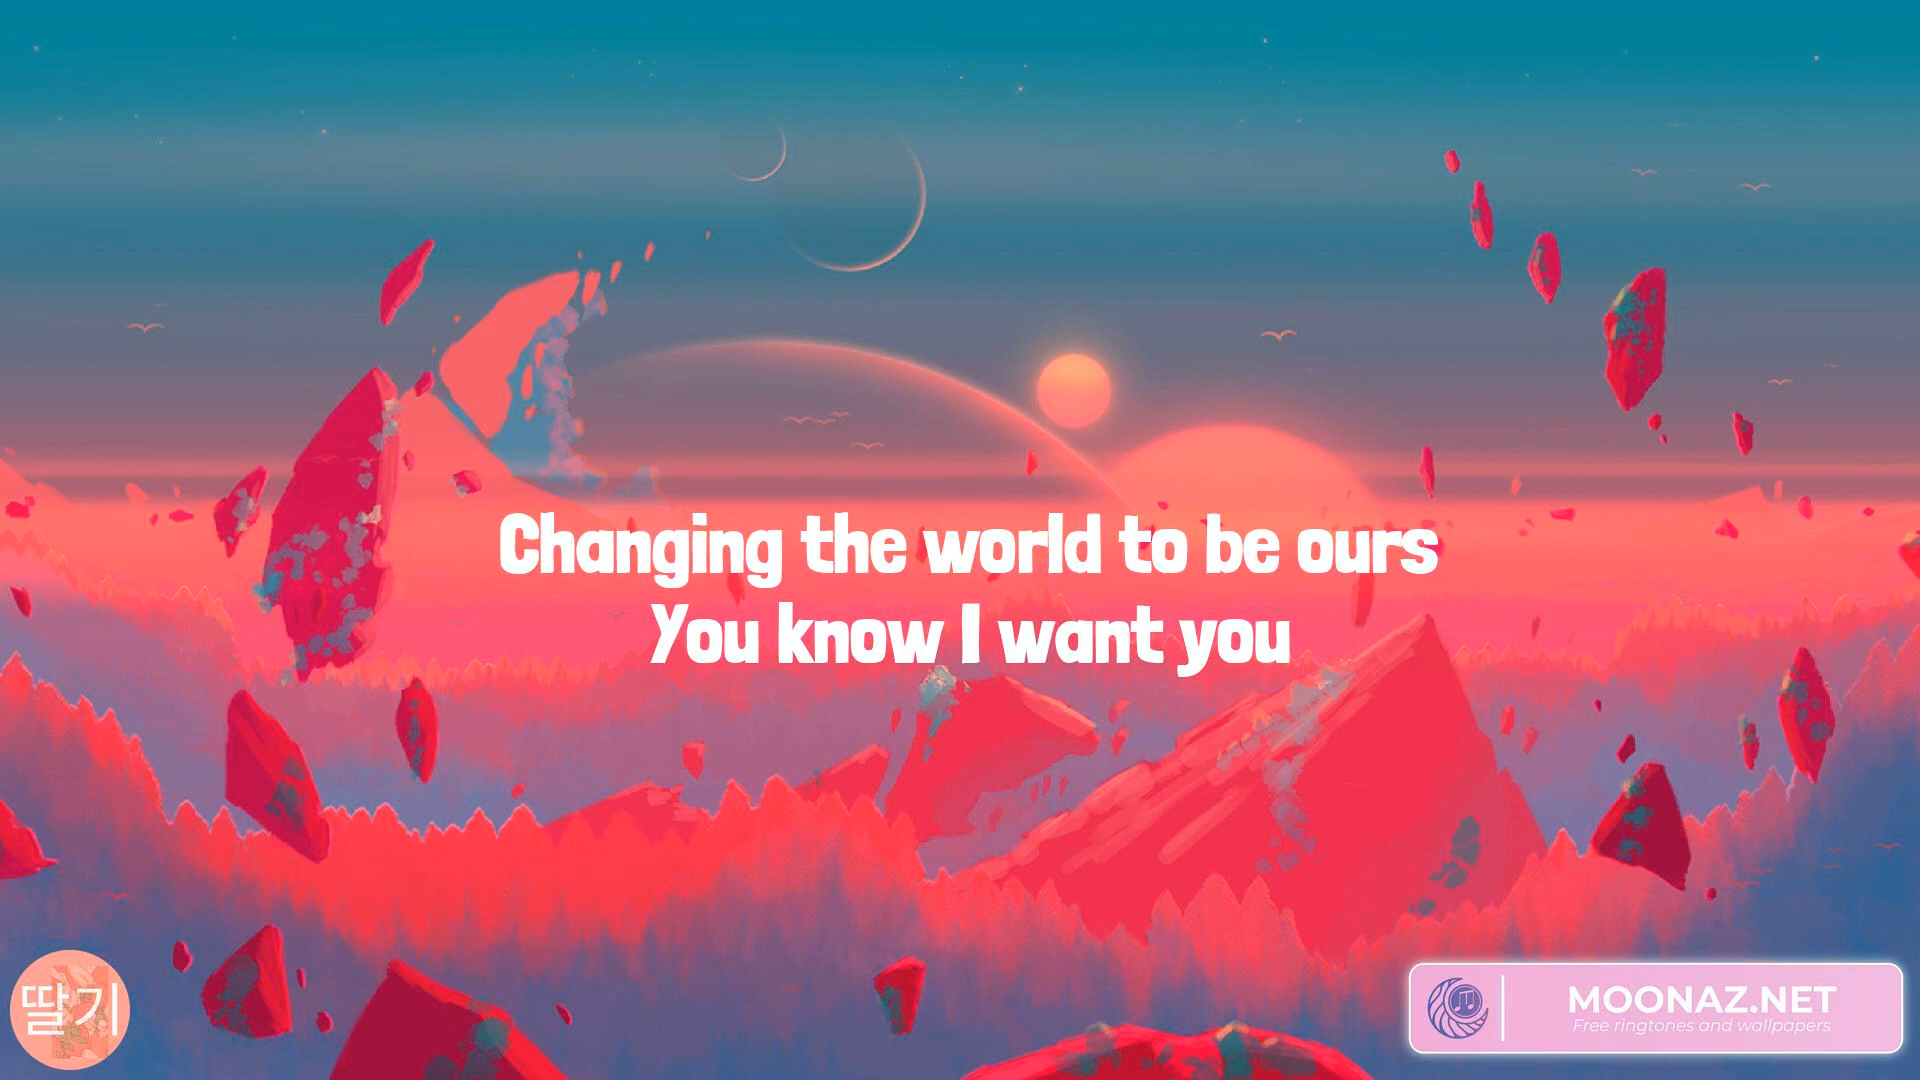 Changing the world to be ours
You know I want you
딸기
MOONAZ.NET
Free ringtones and wallpapers